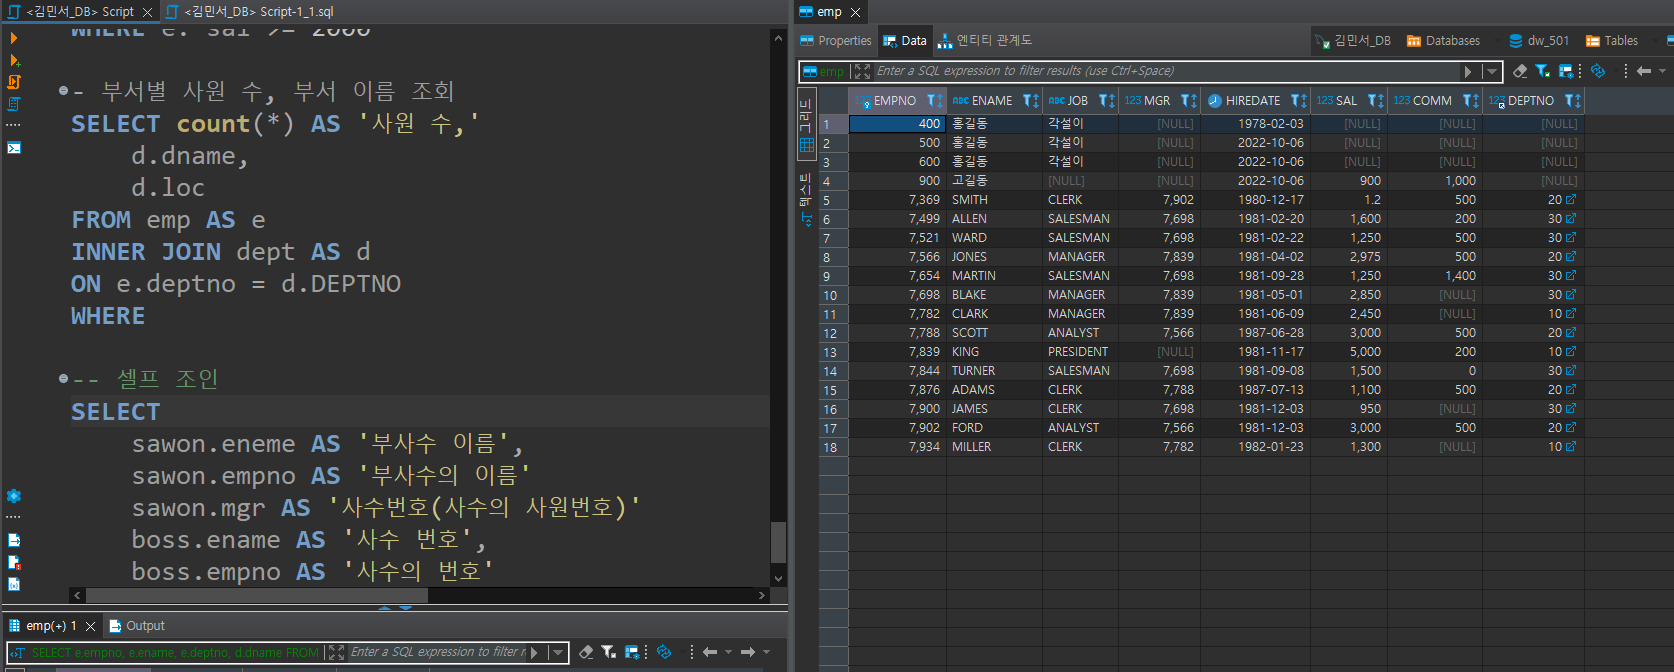 <김민서_DB> Script
<김민서_DB> Script-1_1.sql
WHERE e. sal >= 2000
- 부서별 사원 수, 부서 이름 조회
SELECT count(*) AS '사원 수,'
d.dname,
d.loc
FROM emp AS e
INNER JOIN dept AS d
ON e.deptno = d.DEPTNO
WHERE
-- 셀프 조인
SELECT
sawon.eneme AS '부사수 이름',
sawon.empno AS '부사수의 이름'
sawon.mgr AS '사수번호(사수의 사원번호)'
boss.ename AS '사수 번호',
boss.empno AS '사수의 번호'
emp(+) 1
Output
SELECT e.empno, e.ename, e.deptno, d.dname FROM
Enter a SQL expression to filter r
emp
Properties
Data
엔티티 관계도
김민서_DB
Databases
dw_501
Tables
emp
Enter a SQL expression to filter results (use Ctrl+Space)
그리드
텍스트
123 EMPNO ABC ENAME ABC JOB 123 MGR HIREDATE 123 SAL 123 COMM 123 DEPTNO
1 400 홍길동 각설이 [NULL] 1978-02-03 [NULL] [NULL] [NULL]
2 500 홍길동 각설이 [NULL] 2022-10-06 [NULL] [NULL] [NULL]
3 600 홍길동 각설이 [NULL] 2022-10-06 [NULL] [NULL] [NULL]
4 900 고길동 [NULL] [NULL] 2022-10-06 900 1,000 [NULL]
5 7,369 SMITH CLERK 7,902 1980-12-17 1.2 500 20
6 7,499 ALLEN SALESMAN 7,698 1981-02-20 1,600 200 30
7 7,521 WARD SALESMAN 7,698 1981-02-22 1,250 500 30
8 7,566 JONES MANAGER 7,839 1981-04-02 2,975 500 20
9 7,654 MARTIN SALESMAN 7,698 1981-09-28 1,250 1,400 30
10 7,698 BLAKE MANAGER 7,839 1981-05-01 2,850 [NULL] 30
11 7,782 CLARK MANAGER 7,839 1981-06-09 2,450 [NULL] 10
12 7,788 SCOTT ANALYST 7,566 1987-06-28 3,000 500 20
13 7,839 KING PRESIDENT [NULL] 1981-11-17 5,000 200 10
14 7,844 TURNER SALESMAN 7,698 1981-09-08 1,500 0 30
15 7,876 ADAMS CLERK 7,788 1987-07-13 1,100 500 20
16 7,900 JAMES CLERK 7,698 1981-12-03 950 [NULL] 30
17 7,902 FORD ANALYST 7,566 1981-12-03 3,000 500 20
18 7,934 MILLER CLERK 7,782 1982-01-23 1,300 [NULL] 10